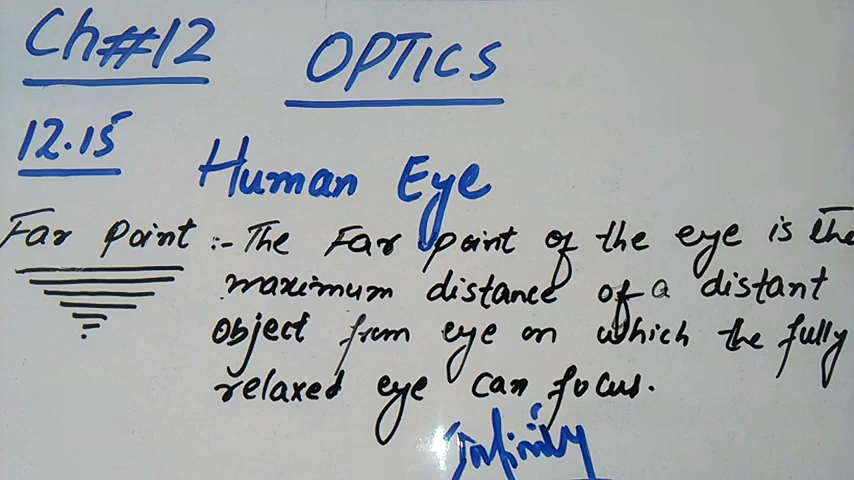 Ch#12
OPTICS
12.15
Human Eye
Far Point :- The Far point of the eye is the
maximum distance of a distant
object from eye on which the fully
relaxed eye can focus.
Infinity